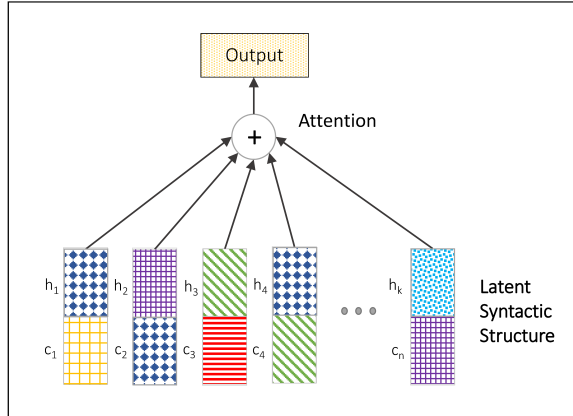 Output
+
Attention
h1 h2 h3 h4 hk
Latent
Syntactic
Structure
c1 c2 c3 c4 cn